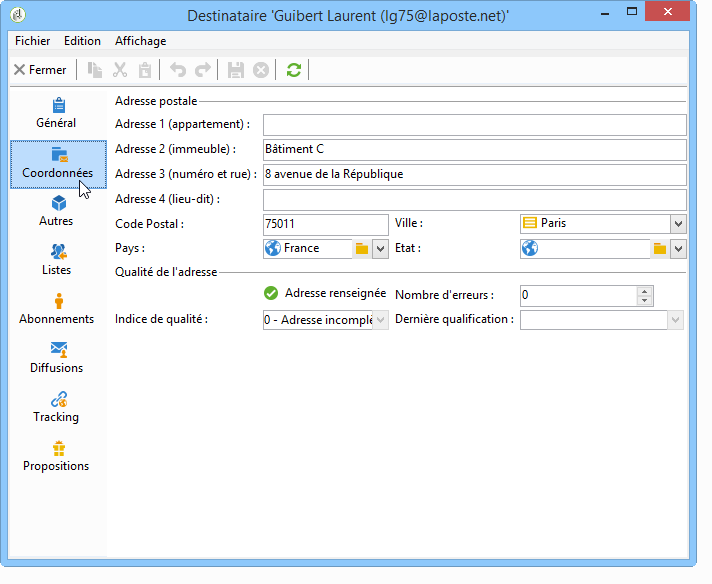 Destinataire 'Guibert Laurent (lg75@laposte.net)'
Fichier Edition Affichage
Fermer
Général
Coordonnées
Autres
Listes
Abonnements
Diffusions
Tracking
Propositions
Adresse postale
Adresse 1 (appartement) :
Adresse 2 (immeuble) : Bâtiment C
Adresse 3 (numéro et rue) : 8 avenue de la République
Adresse 4 (lieu-dit) :
Code Postal : 75011 Ville : Paris
Pays : France Etat :
Qualité de l'adresse
Adresse renseignée Nombre d'erreurs : 0
Indice de qualité : 0 - Adresse incomplè Dernière qualification :